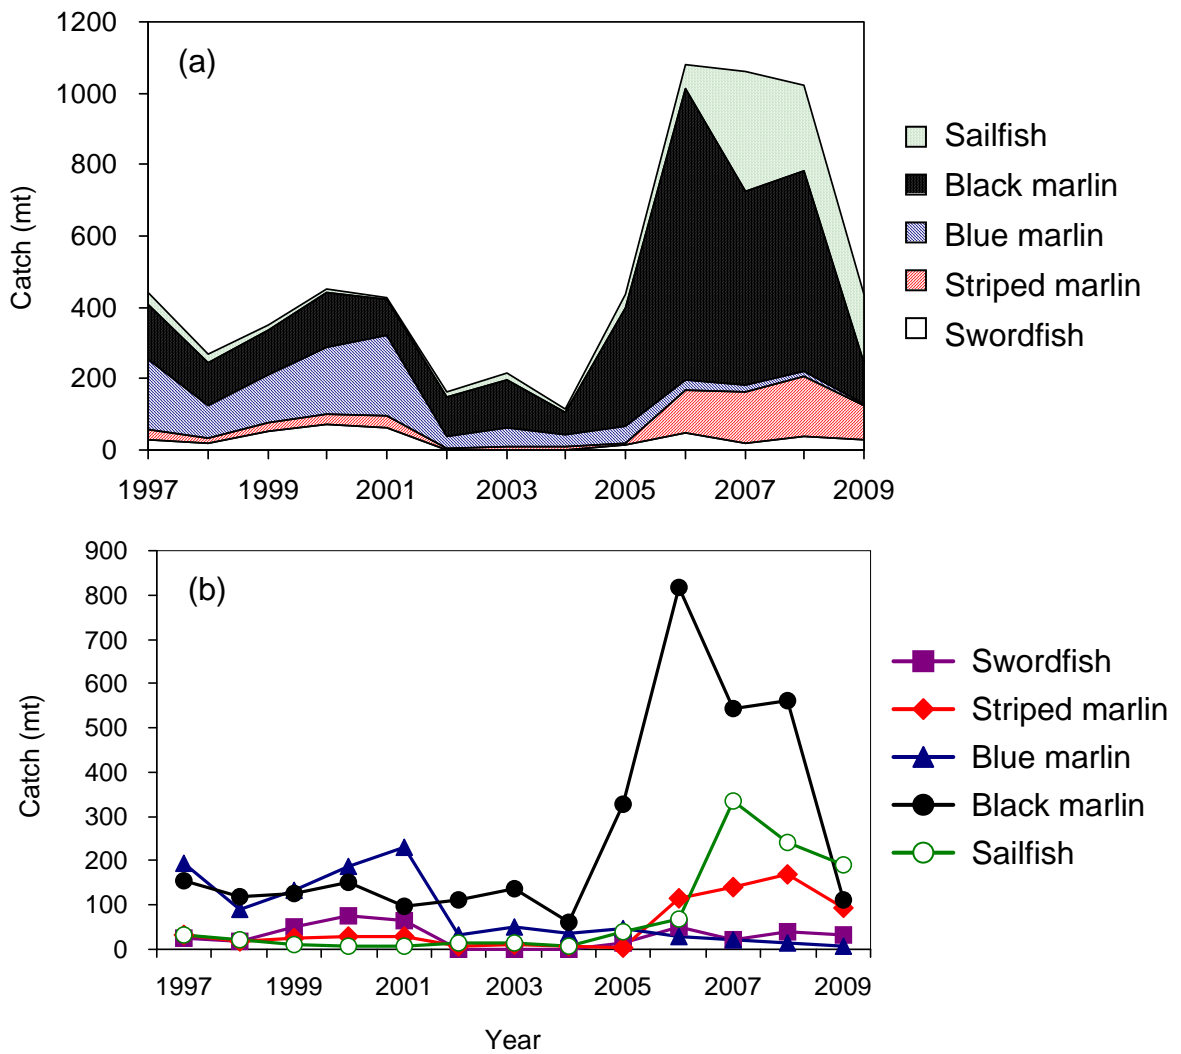 1200
1000
800
600
400
200
0
Catch (mt)
(a)
1997 1999 2001 2003 2005 2007 2009
Sailfish
Black marlin
Blue marlin
Striped marlin
Swordfish
900
800
700
600
500
400
300
200
100
0
Catch (mt)
(b)
1997 1999 2001 2003 2005 2007 2009
Year
Swordfish
Striped marlin
Blue marlin
Black marlin
Sailfish